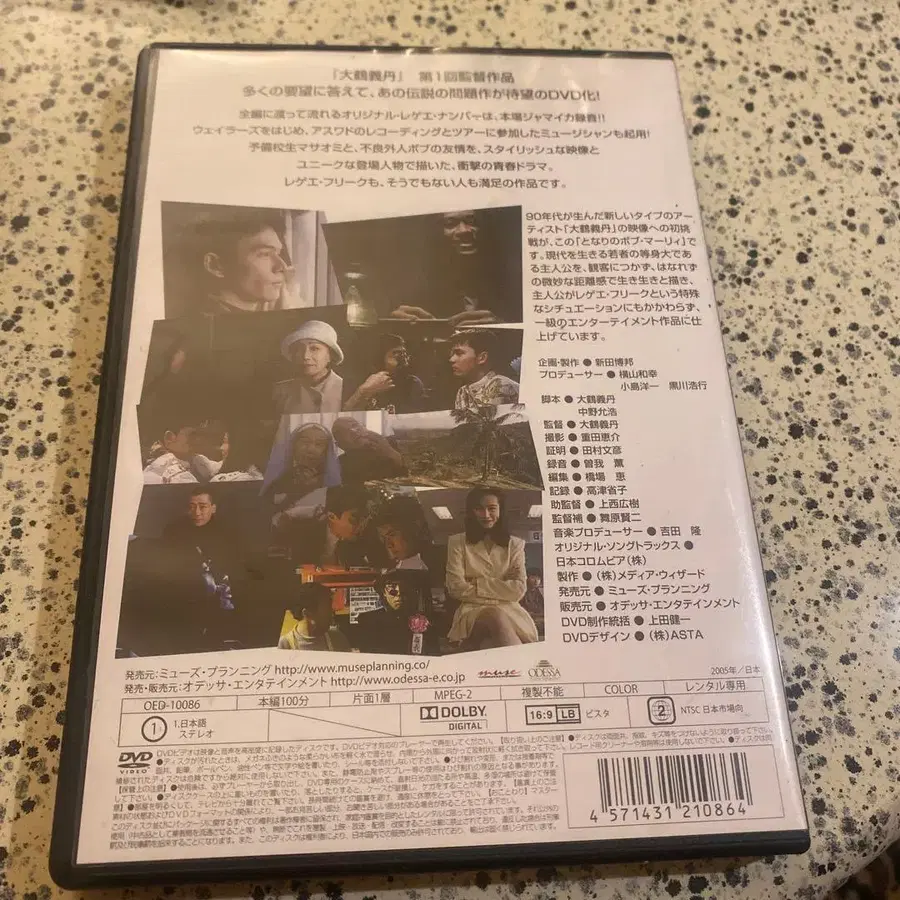 「大鶴義丹」 第1回監督作品
多くの要望に答えて、あの伝説の問題作が待望のDVD化!
全編に渡って流れるオリジナル・レゲエ・ナンバーは、本場ジャマイカ録音!!
ウェイラーズをはじめ、アスワドのレコーディングとツアーに参加したミュージシャンも起用!
予備校生マサオミと、不良外人ボブの友情を、スタイリッシュな映像と
ユニークな登場人物で描いた、衝撃の青春ドラマ。
レゲエ・フリークも、そうでもない人も満足の作品です。
90年代が生んだ新しいタイプのアー
ティスト「大鶴義丹」の映像への初挑
戦が、この「となりのボブ・マーリィ」で
す。現代を生きる若者の等身大であ
る主人公を、観客につかず、はなれず
の微妙な距離感で生き生きと描き、
主人公がレゲエ・フリークという特殊
なシチュエーションにもかかわらず、
一級のエンターテイメント作品に仕
上げています。
企画・製作 ● 新田博邦
プロデューサー ● 横山和幸
小島洋一 黒川浩行
脚本 ● 大鶴義丹
中野允浩
監督 ● 大鶴義丹
撮影 ● 重田恵介
証明 ● 田村文彦
録音 ● 曽我 薫
編集 ● 橋場 恵
記録 ● 高津省子
助監督 ● 上西広樹
監督補 ● 舞原賢二
音楽プロデューサー ● 吉田 隆
オリジナル・ソングトラックス ●
日本コロムビア(株)
製作 ● (株)メディア・ウィザード
発売元 ● ミューズ・プランニング
販売元 ● オデッサ・エンタテインメント
DVD制作統括 ● 上田健一
DVDデザイン ● (株)ASTA
発売元:ミューズ・プランニング http://www.museplanning.co/
発売・販売元:オデッサ・エンタテインメント http://www.odessa-e.co.jp
muse ODESSA
2005年/日本
OED-10086 本編100分 片面1層 MPEG-2 複製不能 COLOR レンタル専用
1 1.日本語
ステレオ
DOLBY
DIGITAL
16:9 LB ビスタ
2 NTSC 日本市場向
DVD
VIDEO
4 571431 210864